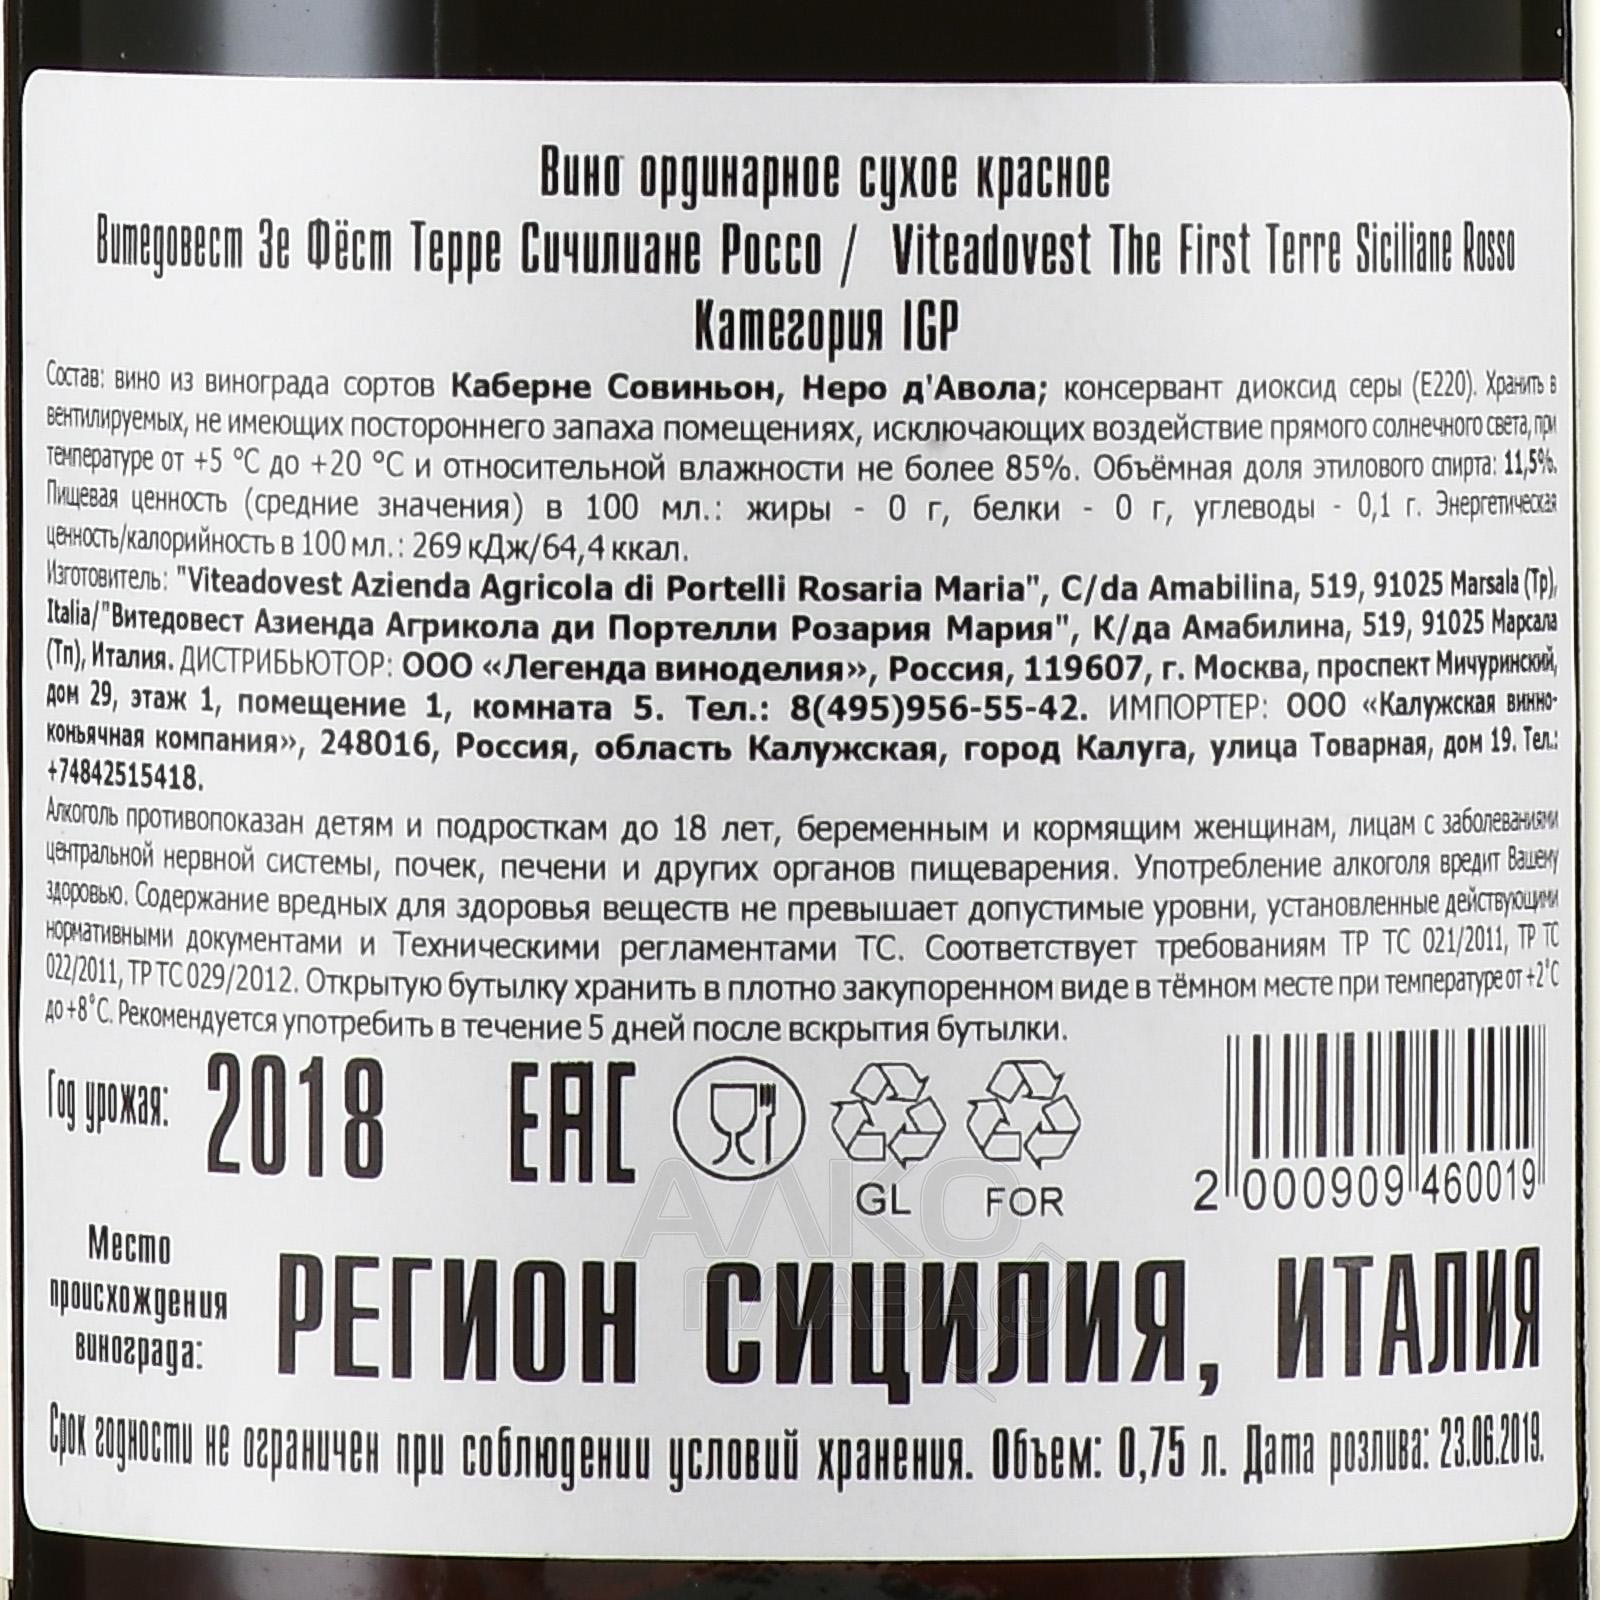 Вино ординарное сухое красное
Витедовест Зе Фёст Терре Сичилиане Россо / Viteadovest The First Terre Siciliane Rosso
Категория IGP
Состав: вино из винограда сортов Каберне Совиньон, Неро д'Авола; консервант диоксид серы (Е220). Хранить в
вентилируемых, не имеющих постороннего запаха помещениях, исключающих воздействие прямого солнечного света, при
температуре от +5 °С до +20 °С и относительной влажности не более 85%. Объёмная доля этилового спирта: 11,5%.
Пищевая ценность (средние значения) в 100 мл.: жиры - 0 г, белки - 0 г, углеводы - 0,1 г. Энергетическая
ценность/калорийность в 100 мл.: 269 кДж/64,4 ккал.
Изготовитель: "Viteadovest Azienda Agricola di Portelli Rosaria Maria", C/da Amabilina, 519, 91025 Marsala (Tp),
Italia/"Витедовест Азиенда Агрикола ди Портелли Розария Мария", К/да Амабилина, 519, 91025 Марсала
(Тп), Италия. ДИСТРИБЬЮТОР: ООО «Легенда виноделия», Россия, 119607, г. Москва, проспект Мичуринский,
дом 29, этаж 1, помещение 1, комната 5. Тел.: 8(495)956-55-42. ИМПОРТЕР: ООО «Калужская винно-
коньячная компания», 248016, Россия, область Калужская, город Калуга, улица Товарная, дом 19. Тел.:
+74842515418.
Алкоголь противопоказан детям и подросткам до 18 лет, беременным и кормящим женщинам, лицам с заболеваниями
центральной нервной системы, почек, печени и других органов пищеварения. Употребление алкоголя вредит Вашему
здоровью. Содержание вредных для здоровья веществ не превышает допустимые уровни, установленные действующими
нормативными документами и Техническими регламентами ТС. Соответствует требованиям ТР ТС 021/2011, ТР ТС
022/2011, ТР ТС 029/2012. Открытую бутылку хранить в плотно закупоренном виде в тёмном месте при температуре от +2°С
до +8°С. Рекомендуется употребить в течение 5 дней после вскрытия бутылки.
Год урожая: 2018 EAC
GL FOR
2 000909 460019
АЛКО
ПЛАВА.ru
Место
происхождения
винограда:
РЕГИОН СИЦИЛИЯ, ИТАЛИЯ
Срок годности не ограничен при соблюдении условий хранения. Объем: 0,75 л. Дата розлива: 23.06.2019.